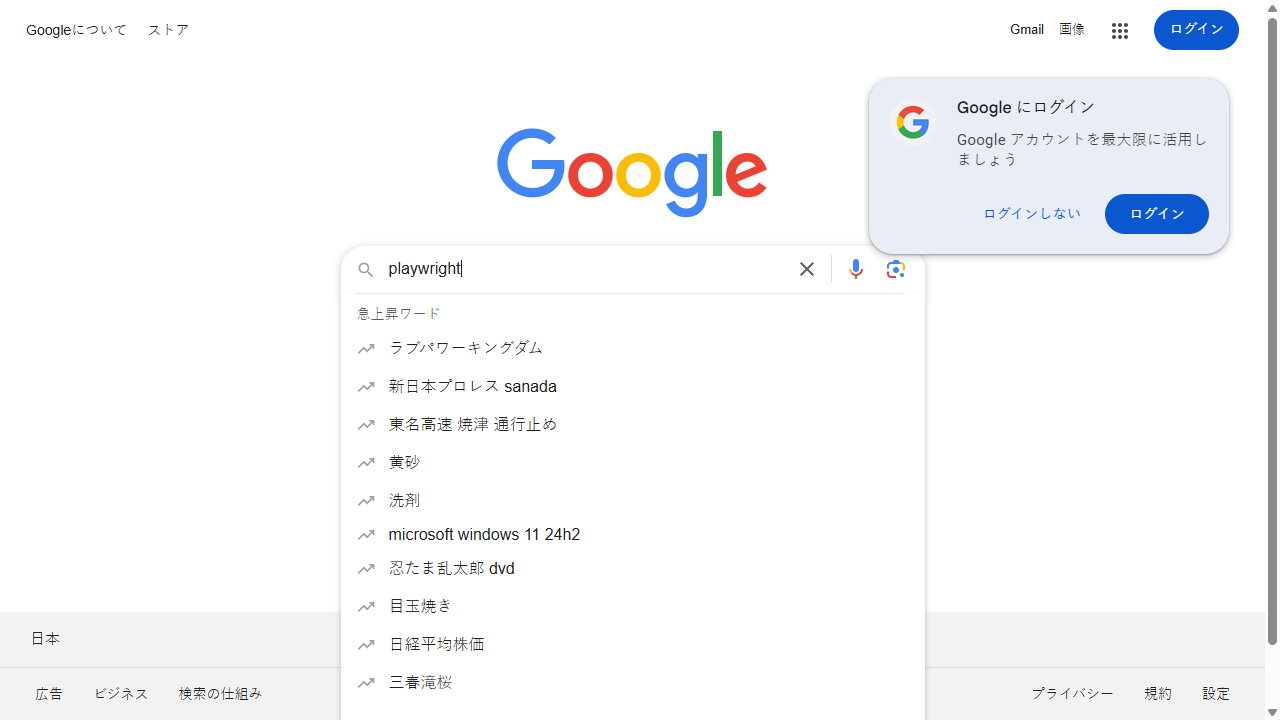 Googleについて
ストア
Gmail
画像
ログイン
Google にログイン
Google アカウントを最大限に活用し
ましょう
ログインしない
ログイン
Google
playwright
急上昇ワード
ラブパワーキングダム
新日本プロレス sanada
東名高速 焼津 通行止め
黄砂
洗剤
microsoft windows 11 24h2
忍たま乱太郎 dvd
目玉焼き
日経平均株価
三春滝桜
日本
広告
ビジネス
検索の仕組み
プライバシー
規約
設定